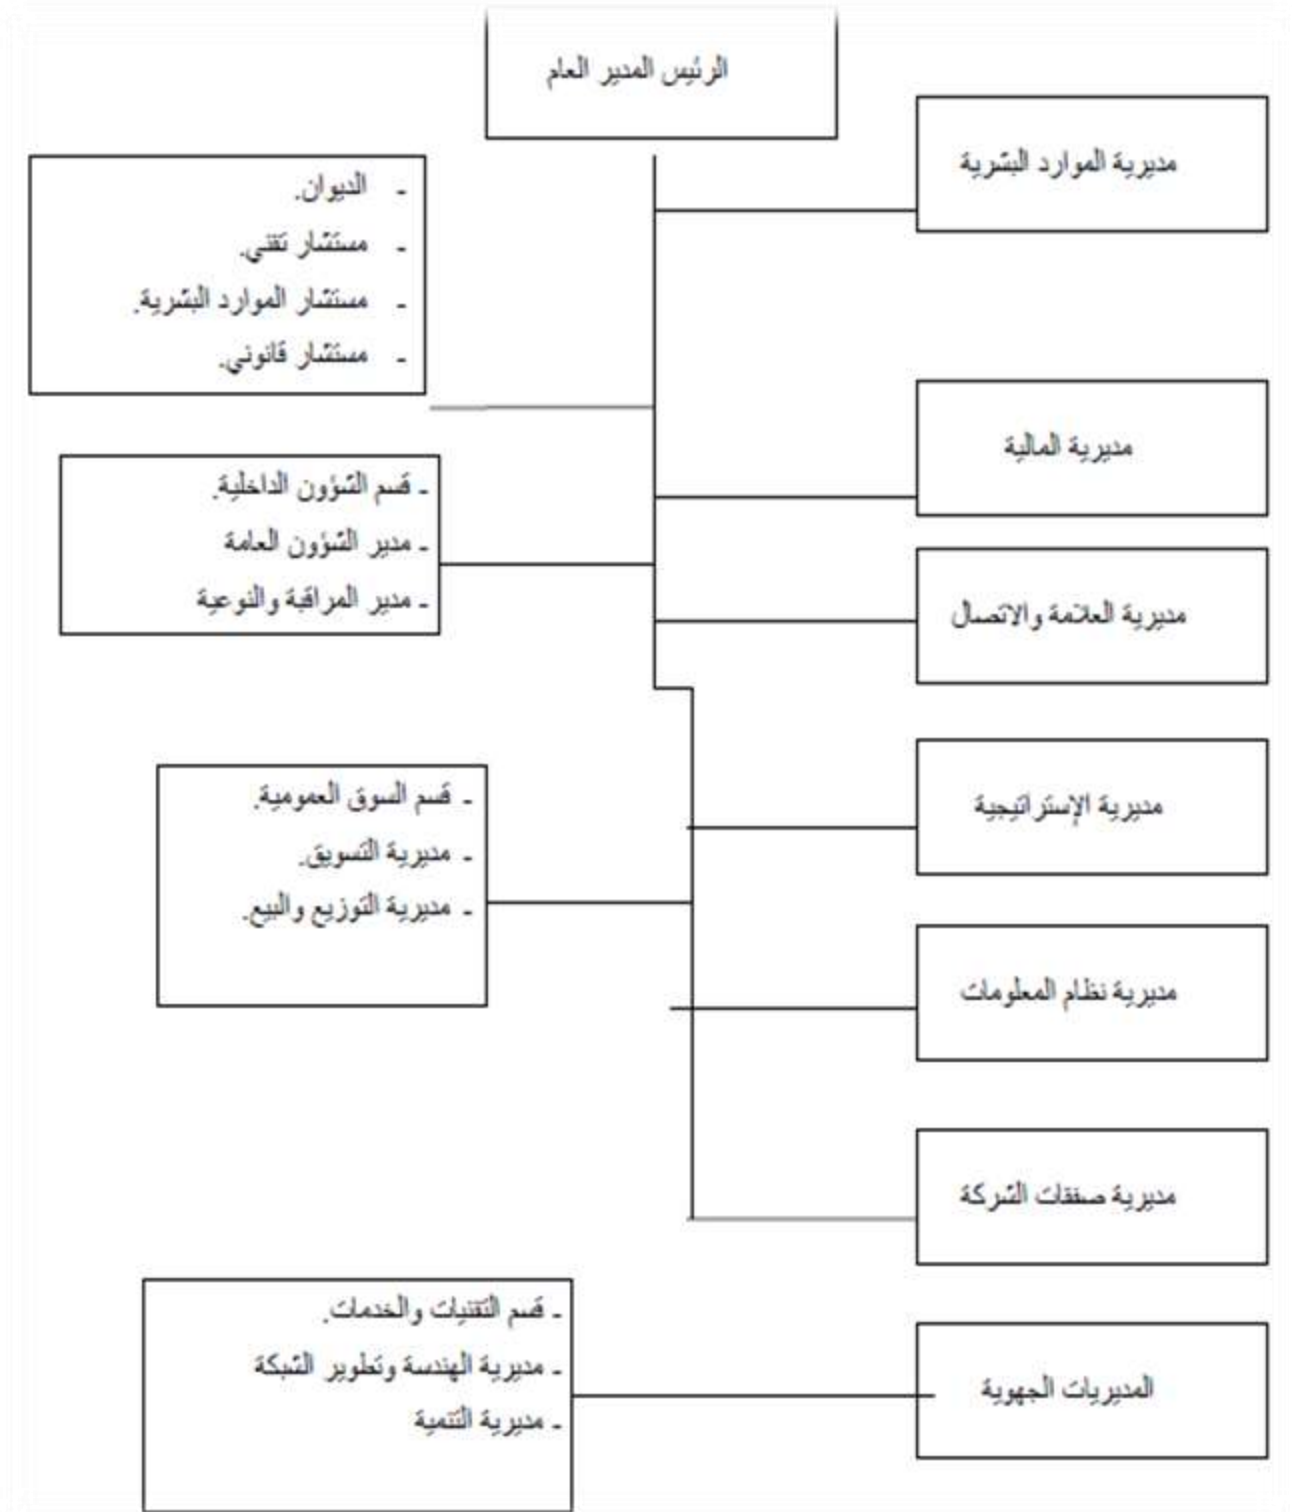 الرئيس المدير العام
مديرية الموارد البشرية
- الديوان.
- مستشار تقني.
- مستشار الموارد البشرية.
- مستشار قانوني.
مديرية المالية
- قسم الشؤون الداخلية.
- مدير الشؤون العامة
- مدير المراقبة والنوعية
مديرية العلامة والاتصال
مديرية الإستراتيجية
- قسم السوق العمومية.
- مديرية التسويق.
- مديرية التوزيع والبيع.
مديرية نظام المعلومات
مديرية صفقات الشركة
- قسم التقنيات والخدمات.
- مديرية الهندسة وتطوير الشبكة
- مديرية التنمية
المديريات الجهوية